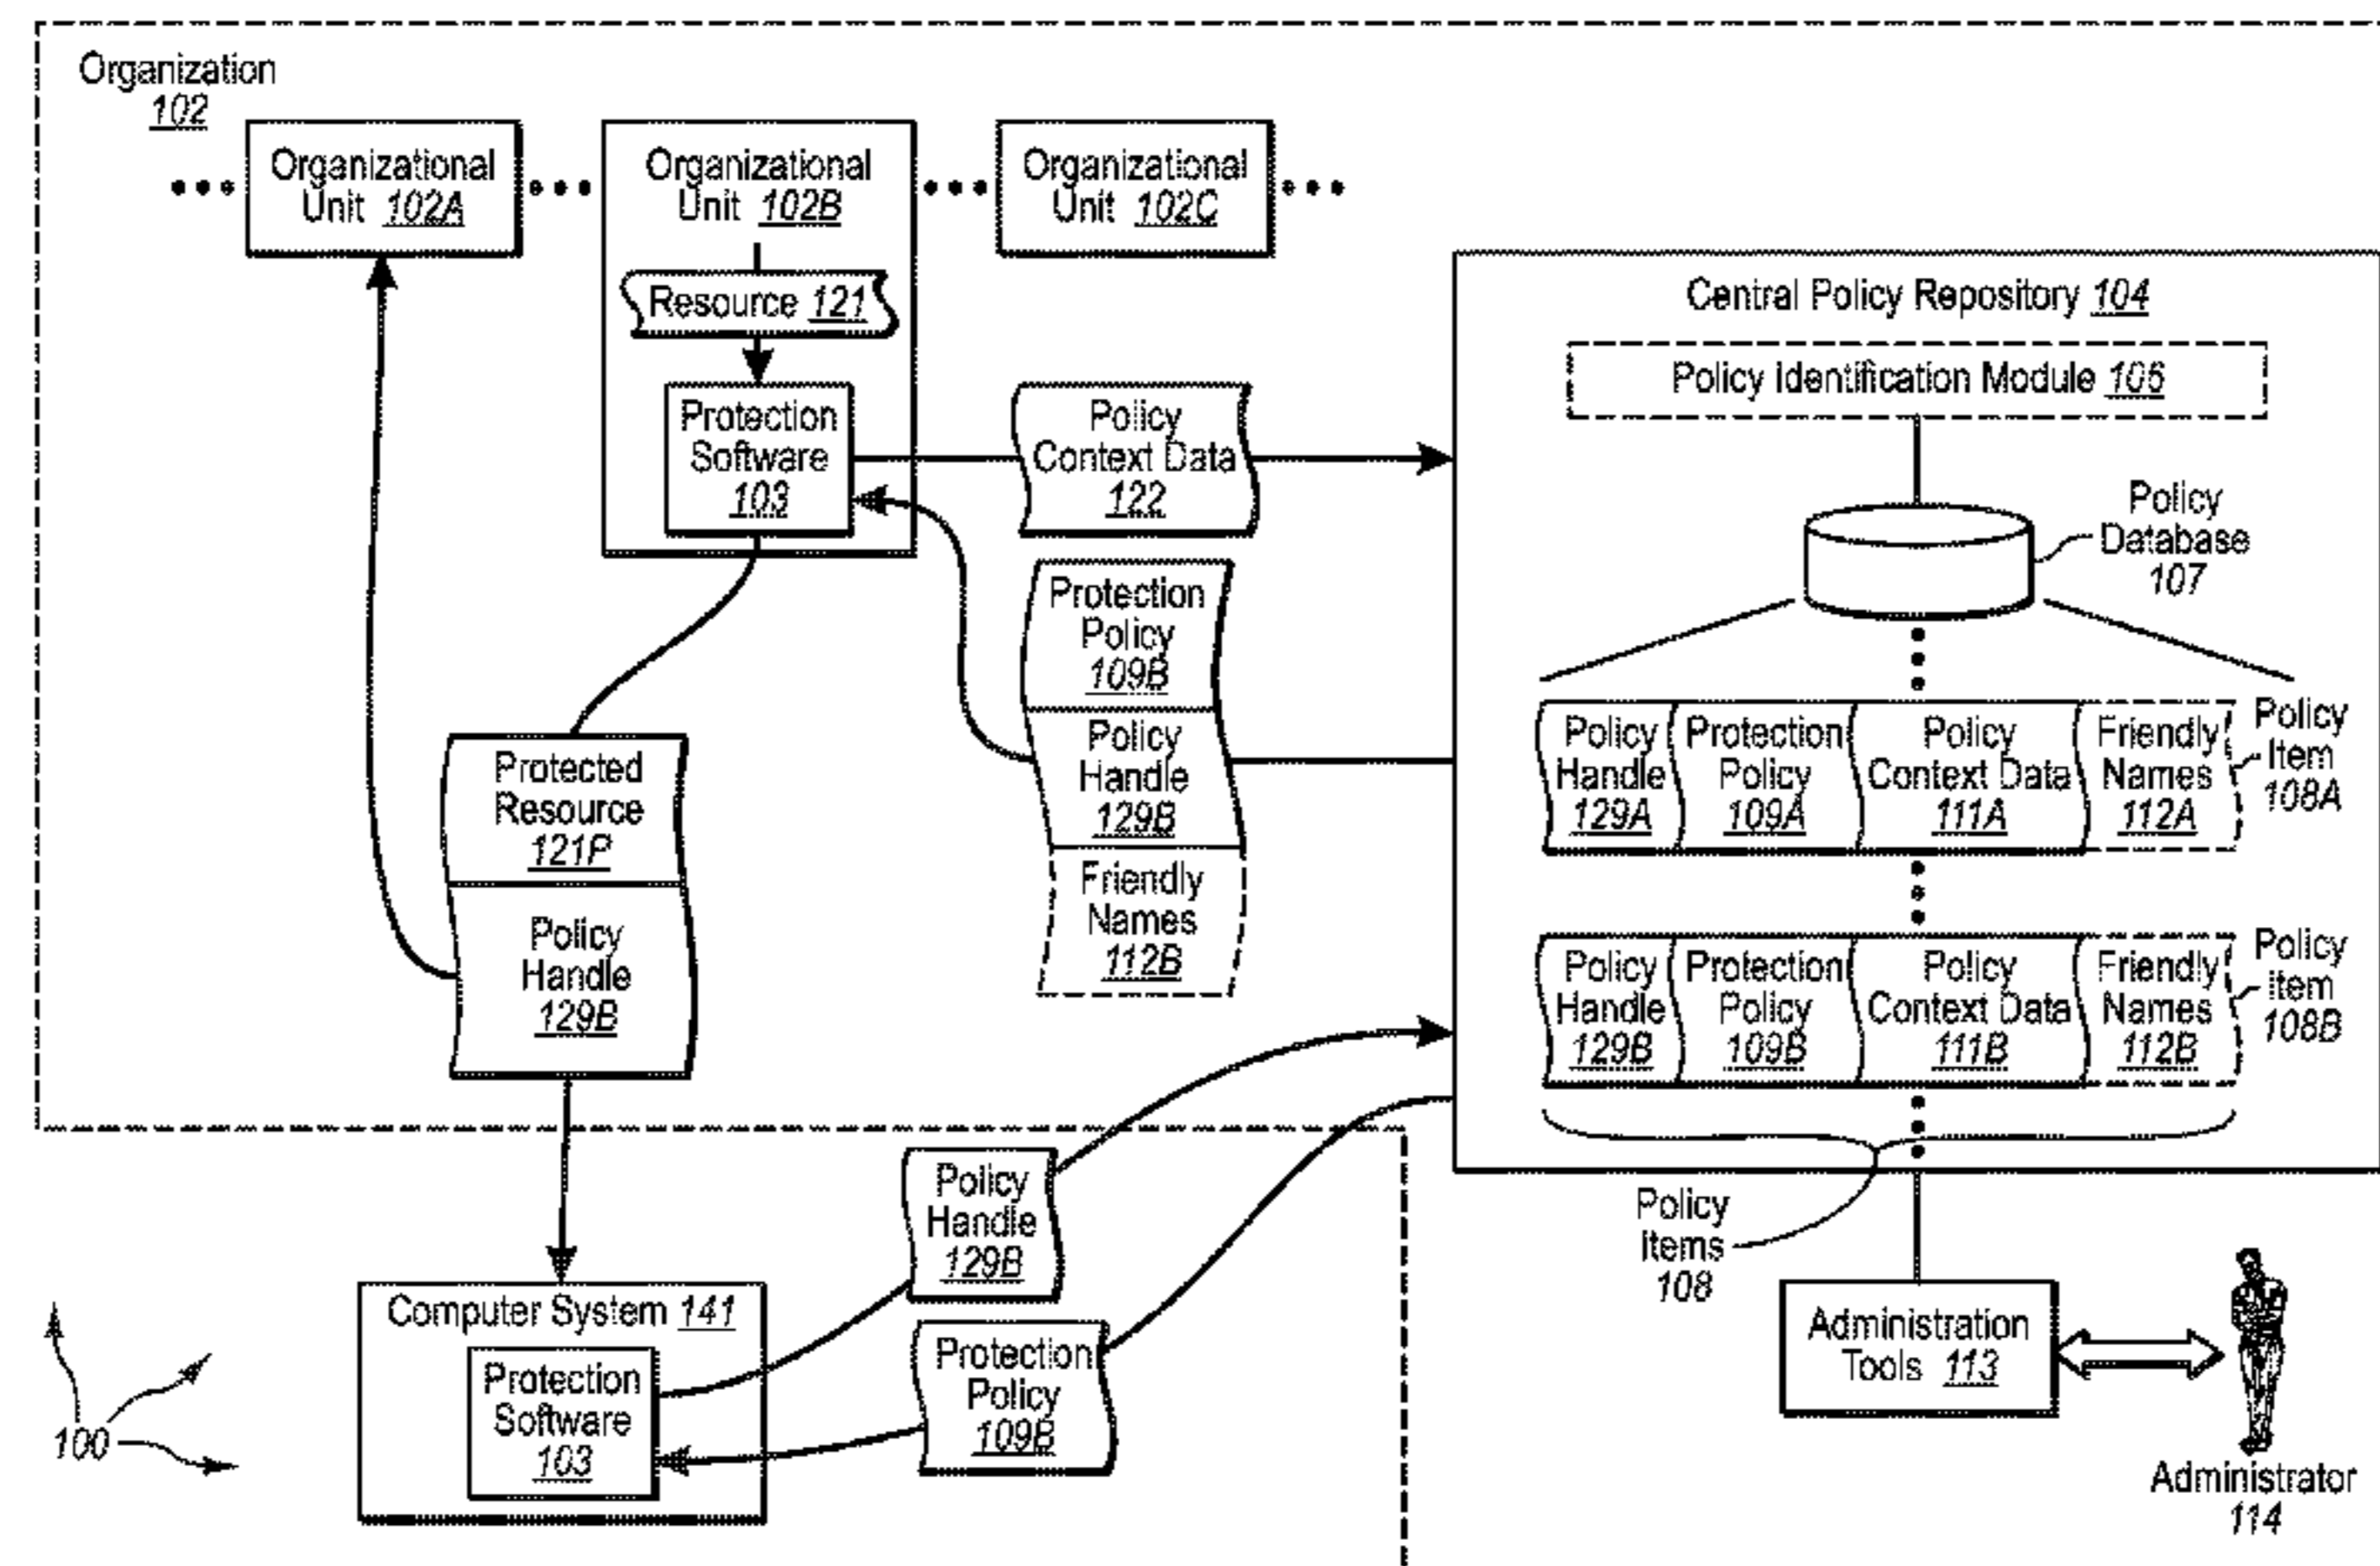 Organization
102
Organizational
Unit 102A
Organizational
Unit 102B
Organizational
Unit 102C
Resource 121
Protection
Software
103
Policy
Context Data
122
Protection
Policy
109B
Policy
Handle
129B
Friendly
Names
112B
Protected
Resource
121P
Policy
Handle
129B
Central Policy Repository 104
Policy Identification Module 106
Policy
Database
107
Policy
Handle
129A
Protection
Policy
109A
Policy
Context Data
111A
Friendly
Names
112A
Policy
Item
108A
Policy
Handle
129B
Protection
Policy
109B
Policy
Context Data
111B
Friendly
Names
112B
Policy
Item
108B
Policy
Items
108
Administration
Tools 113
Administrator
114
Computer System 141
Protection
Software
103
Policy
Handle
129B
Protection
Policy
109B
100